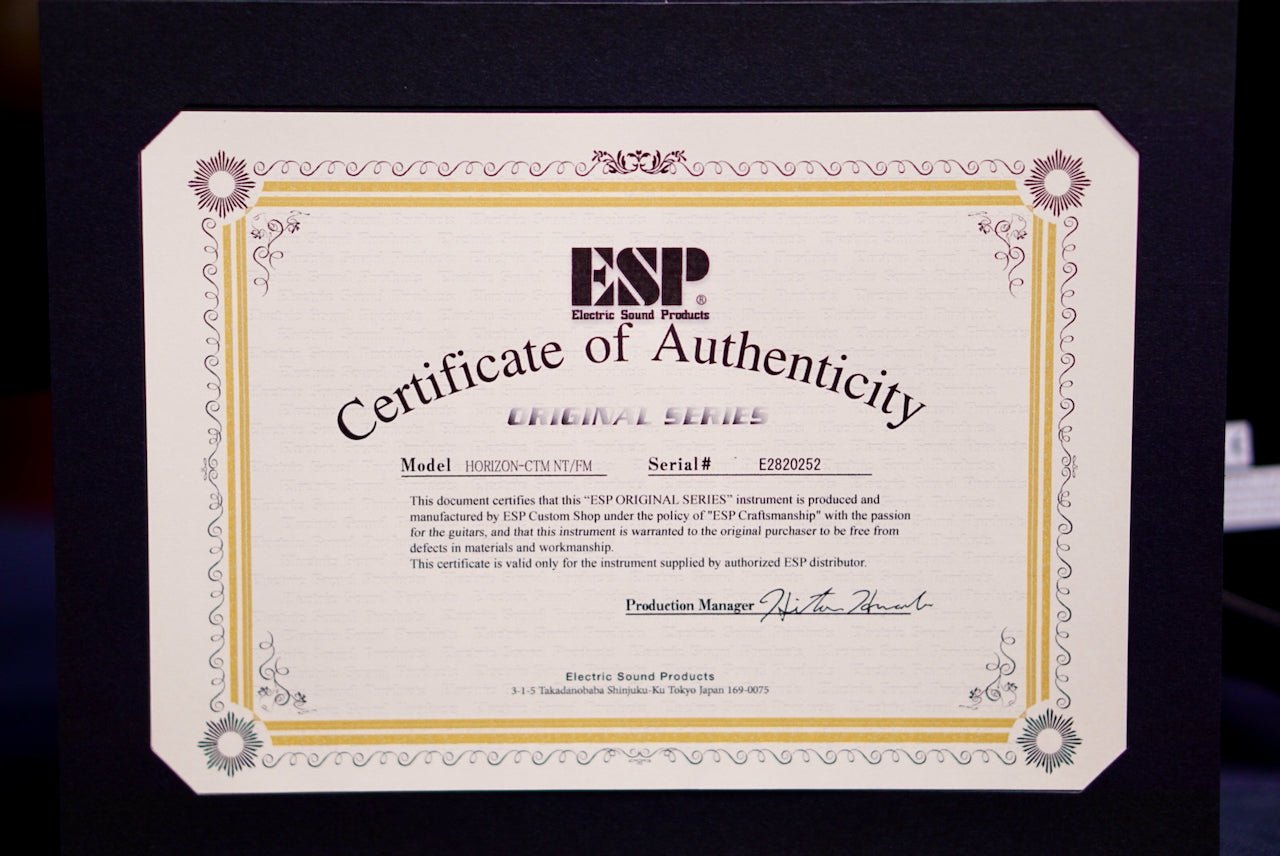 ESP®
Electric Sound Products
Certificate of Authenticity
ORIGINAL SERIES
Model HORIZON-CTM NT/FM Serial# E2820252
This document certifies that this “ESP ORIGINAL SERIES” instrument is produced and
manufactured by ESP Custom Shop under the policy of "ESP Craftsmanship" with the passion
for the guitars, and that this instrument is warranted to the original purchaser to be free from
defects in materials and workmanship.
This certificate is valid only for the instrument supplied by authorized ESP distributor.
Production Manager
Electric Sound Products
3-1-5 Takadanobaba Shinjuku-Ku Tokyo Japan 169-0075